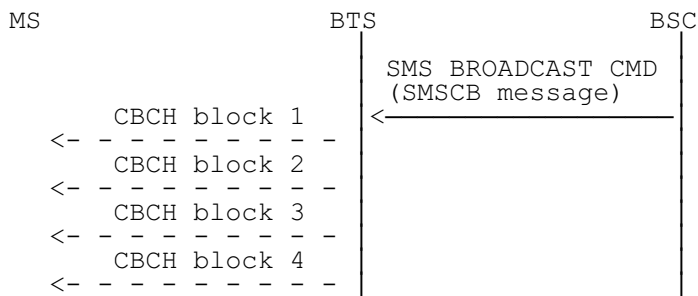 MS BTS BSC
SMS BROADCAST CMD
(SMSCB message)
CBCH block 1
CBCH block 2
CBCH block 3
CBCH block 4